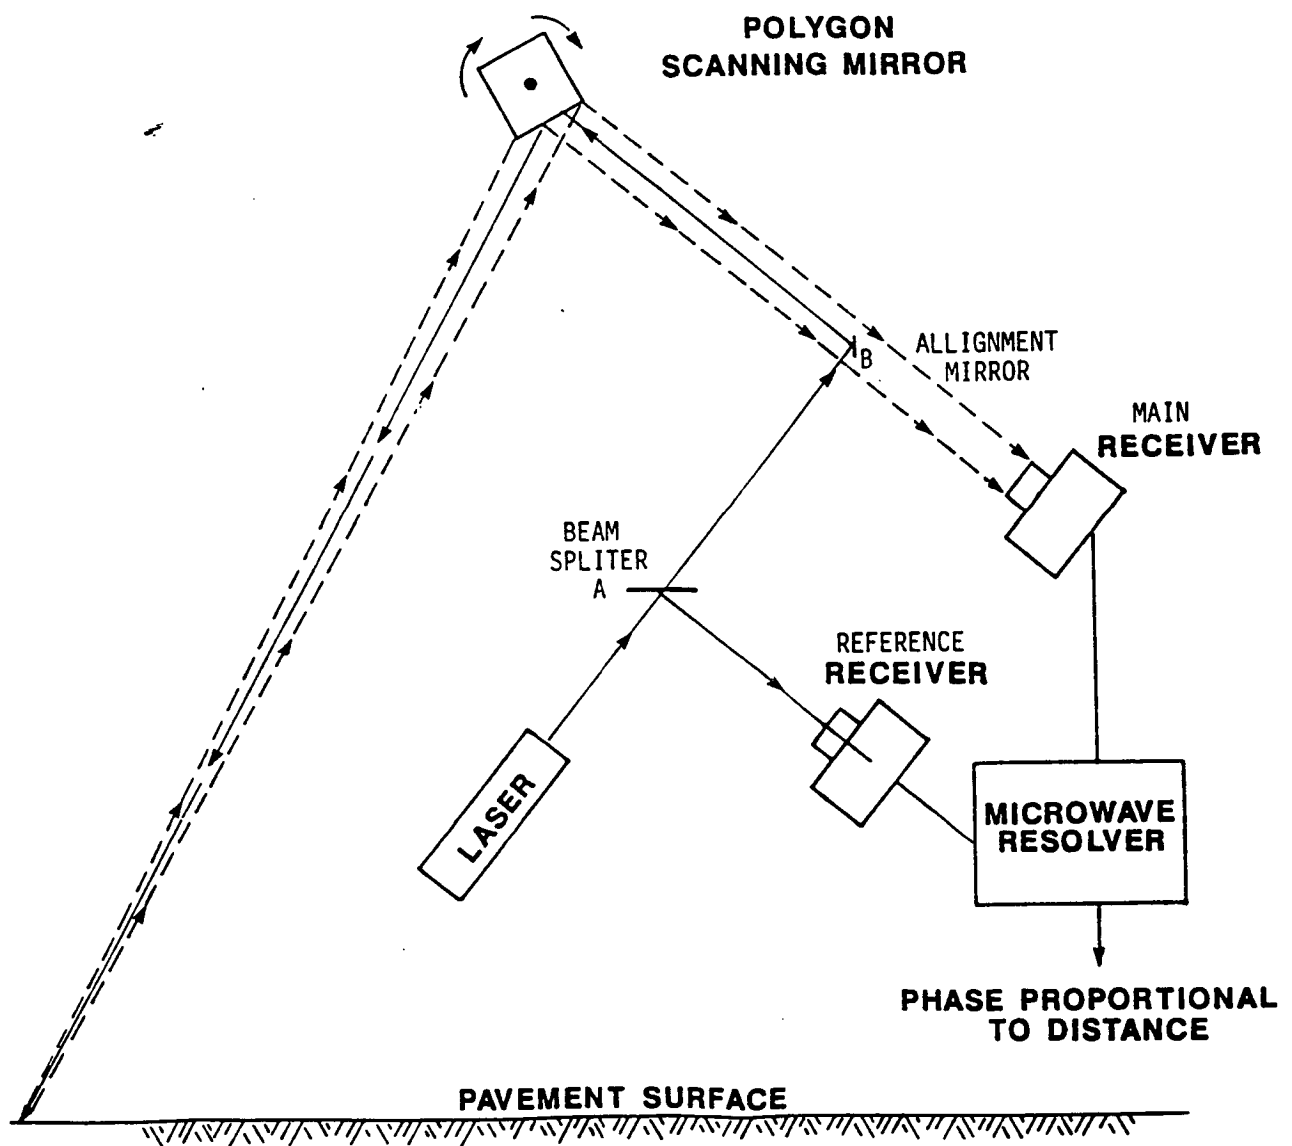 POLYGON
SCANNING MIRROR
B
ALLIGNMENT
MIRROR
MAIN
RECEIVER
BEAM
SPLITER
A
REFERENCE
RECEIVER
LASER
MICROWAVE
RESOLVER
PHASE PROPORTIONAL
TO DISTANCE
PAVEMENT SURFACE